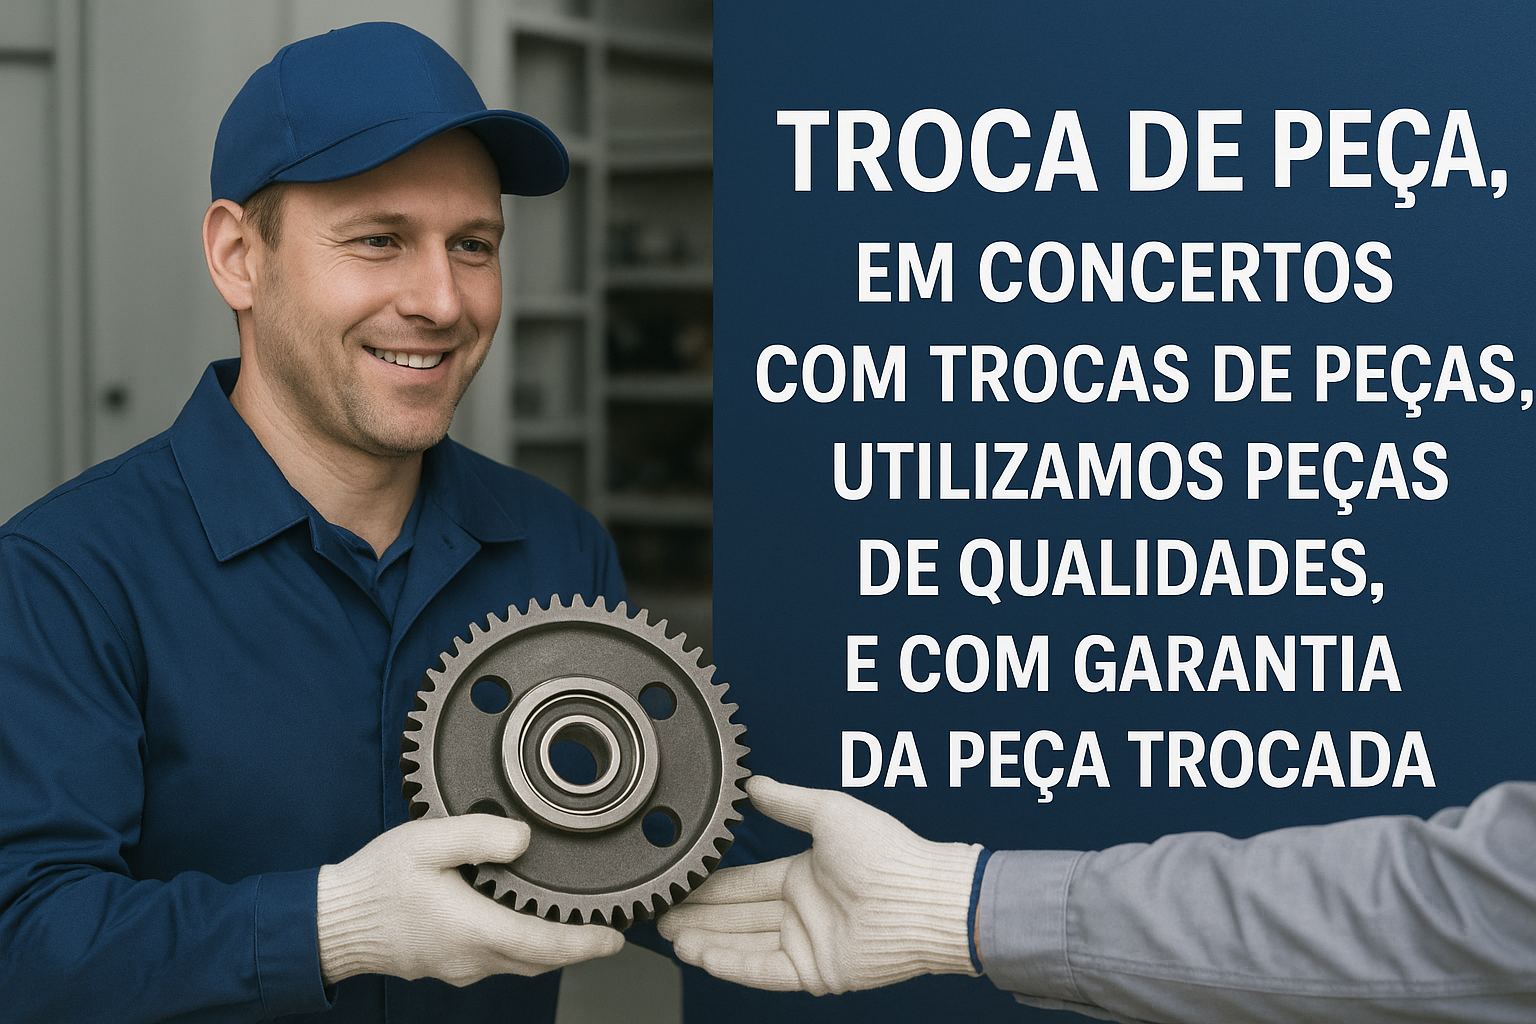 TROCA DE PEÇA,
EM CONCERTOS
COM TROCAS DE PEÇAS,
UTILIZAMOS PEÇAS
DE QUALIDADES,
E COM GARANTIA
DA PEÇA TROCADA